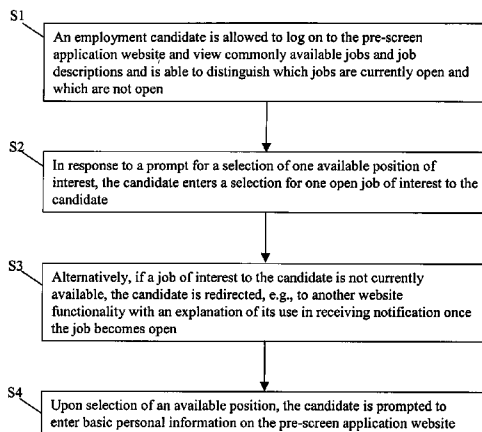 S1
An employment candidate is allowed to log on to the pre-screen
application website and view commonly available jobs and job
descriptions and is able to distinguish which jobs are currently open and
which are not open
S2
In response to a prompt for a selection of one available position of
interest, the candidate enters a selection for one open job of interest to the
candidate
S3
Alternatively, if a job of interest to the candidate is not currently
available, the candidate is redirected, e.g., to another website
functionality with an explanation of its use in receiving notification once
the job becomes open
S4
Upon selection of an available position, the candidate is prompted to
enter basic personal information on the pre-screen application website